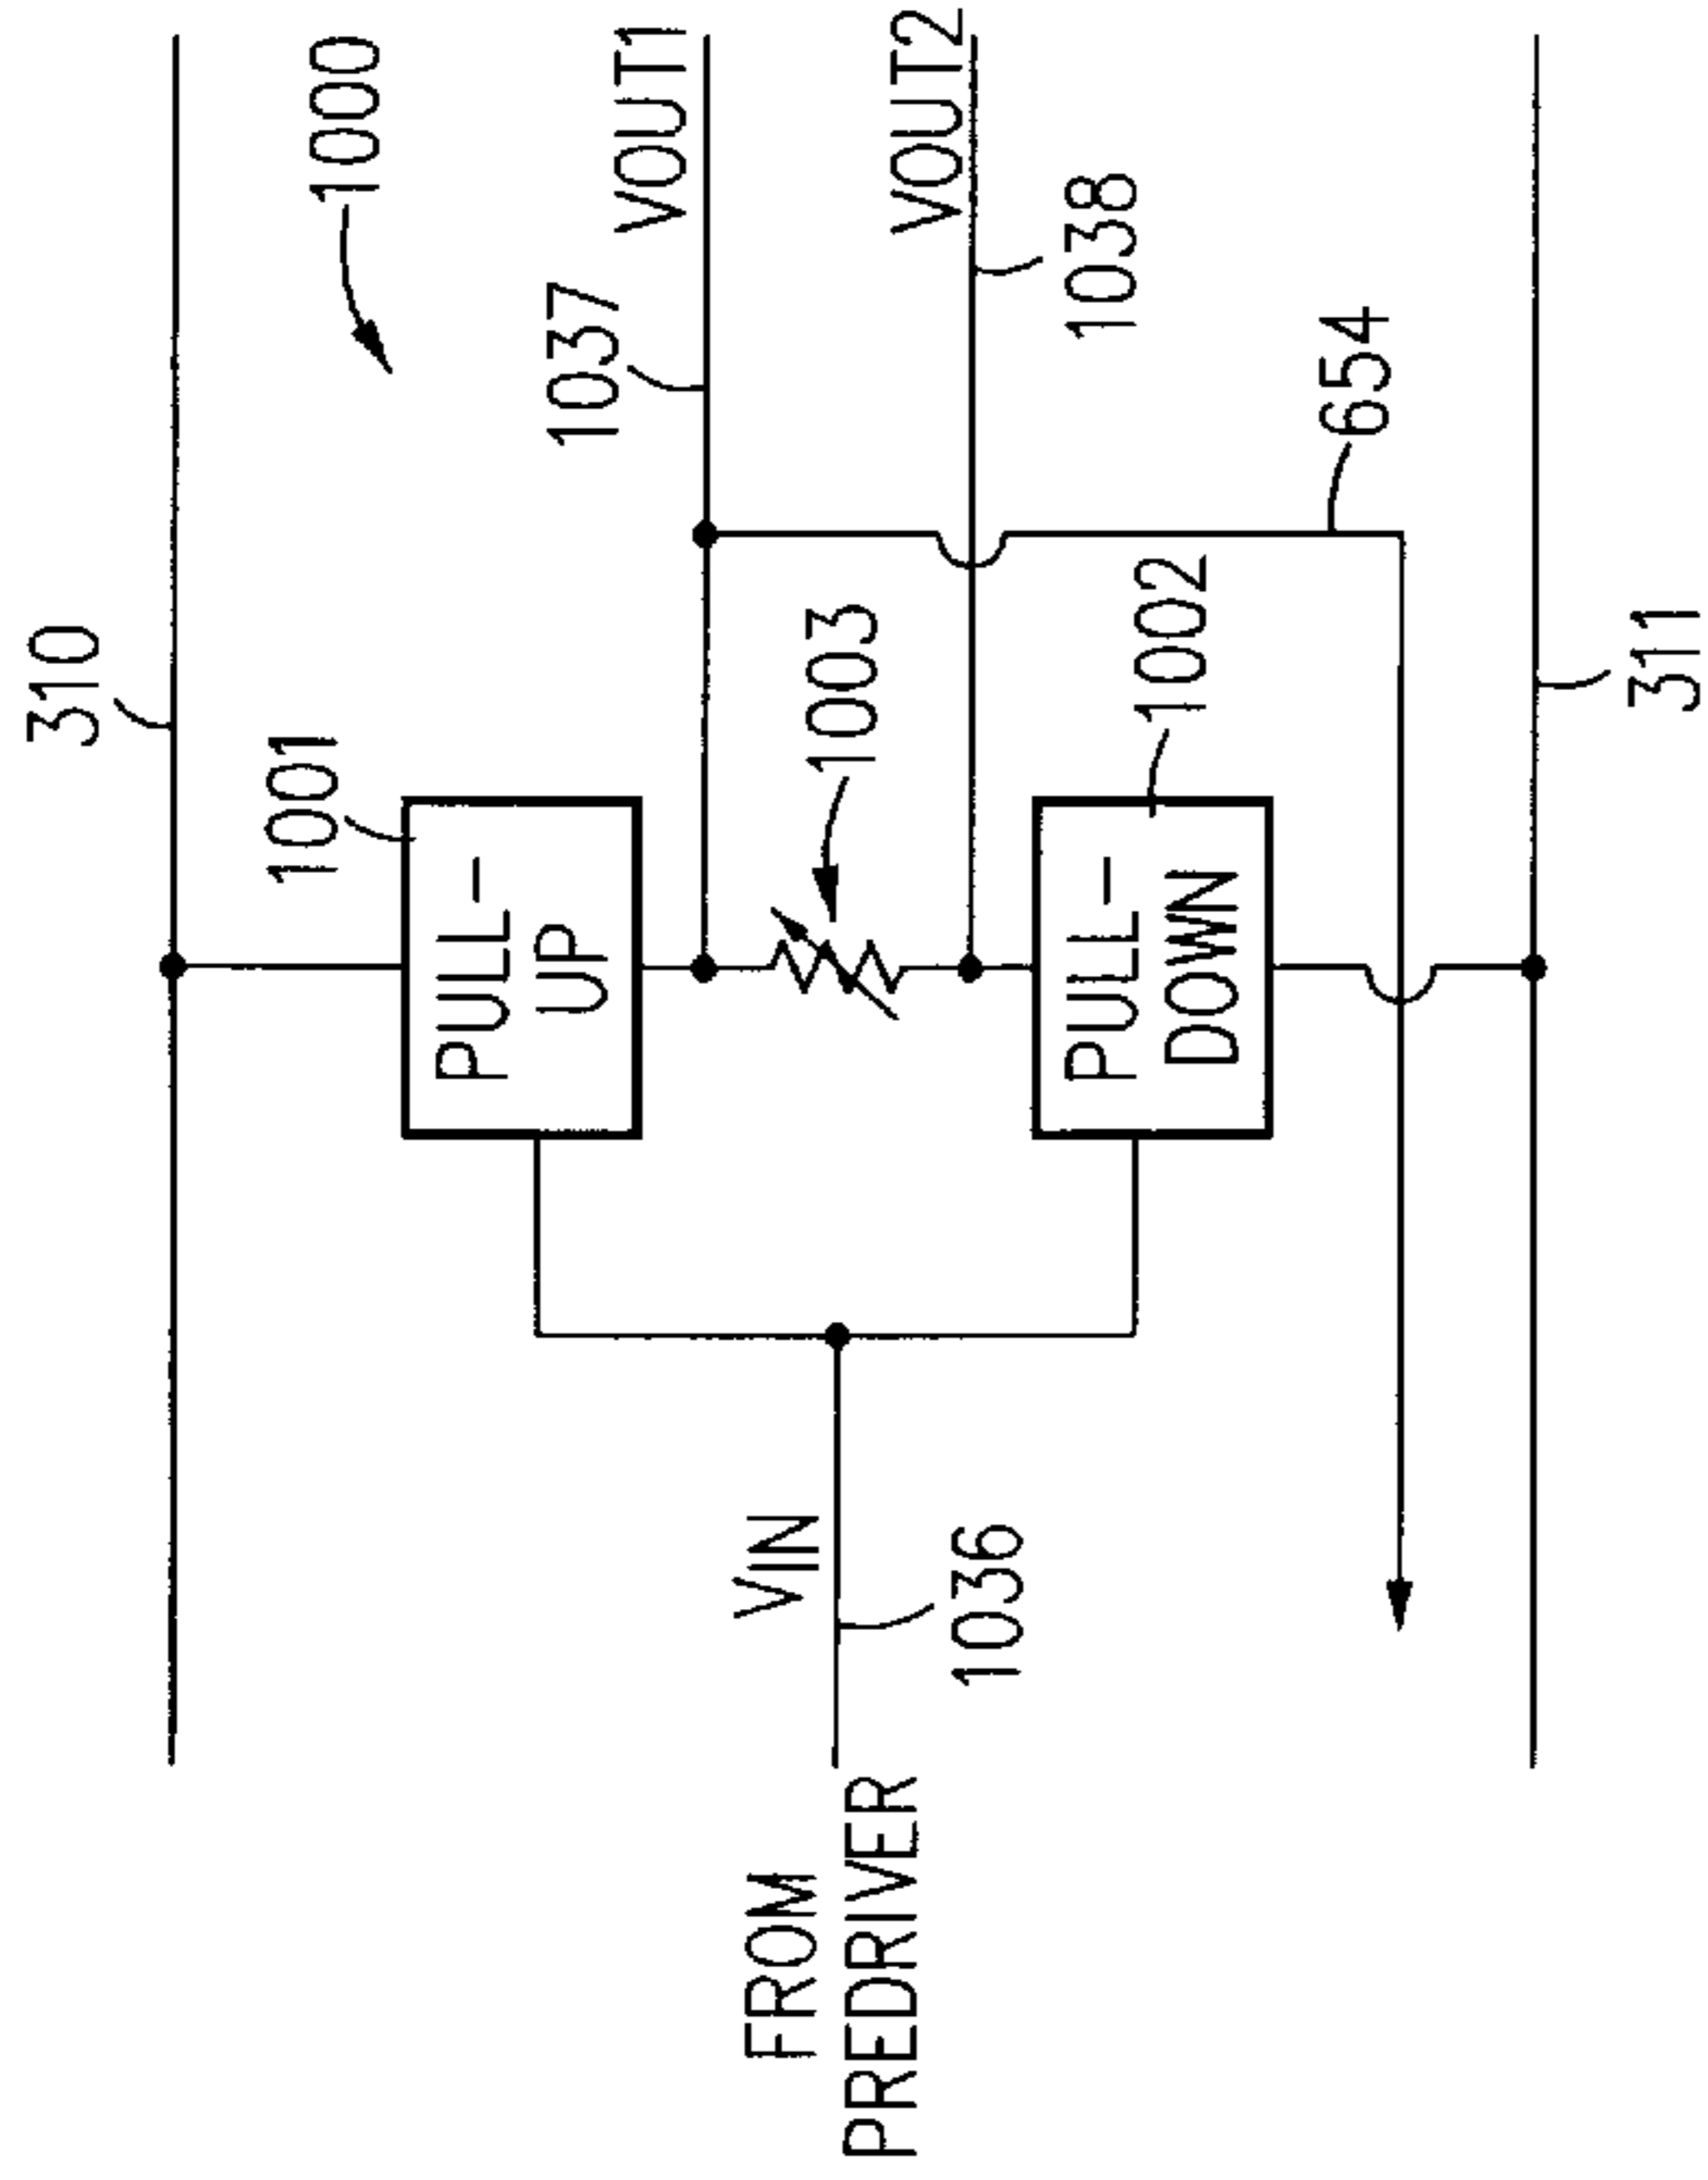 310
1000
1001
PULL-
UP
1037
VOUT1
VOUT2
1038
VIN
FROM
PREDRIVER
1036
1003
1002
PULL-
DOWN
654
311